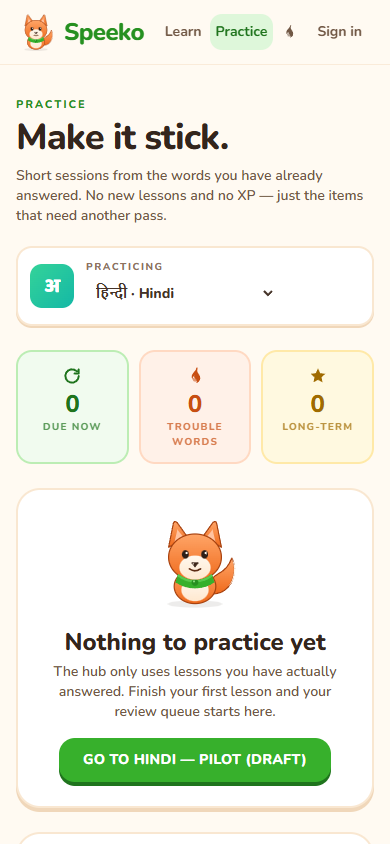 Speeko Learn Practice Sign in
PRACTICE
Make it stick.
Short sessions from the words you have already
answered. No new lessons and no XP — just the items
that need another pass.
अ
PRACTICING
हिन्दी · Hindi
0 0 0
DUE NOW TROUBLE WORDS LONG-TERM
Nothing to practice yet
The hub only uses lessons you have actually
answered. Finish your first lesson and your
review queue starts here.
GO TO HINDI — PILOT (DRAFT)